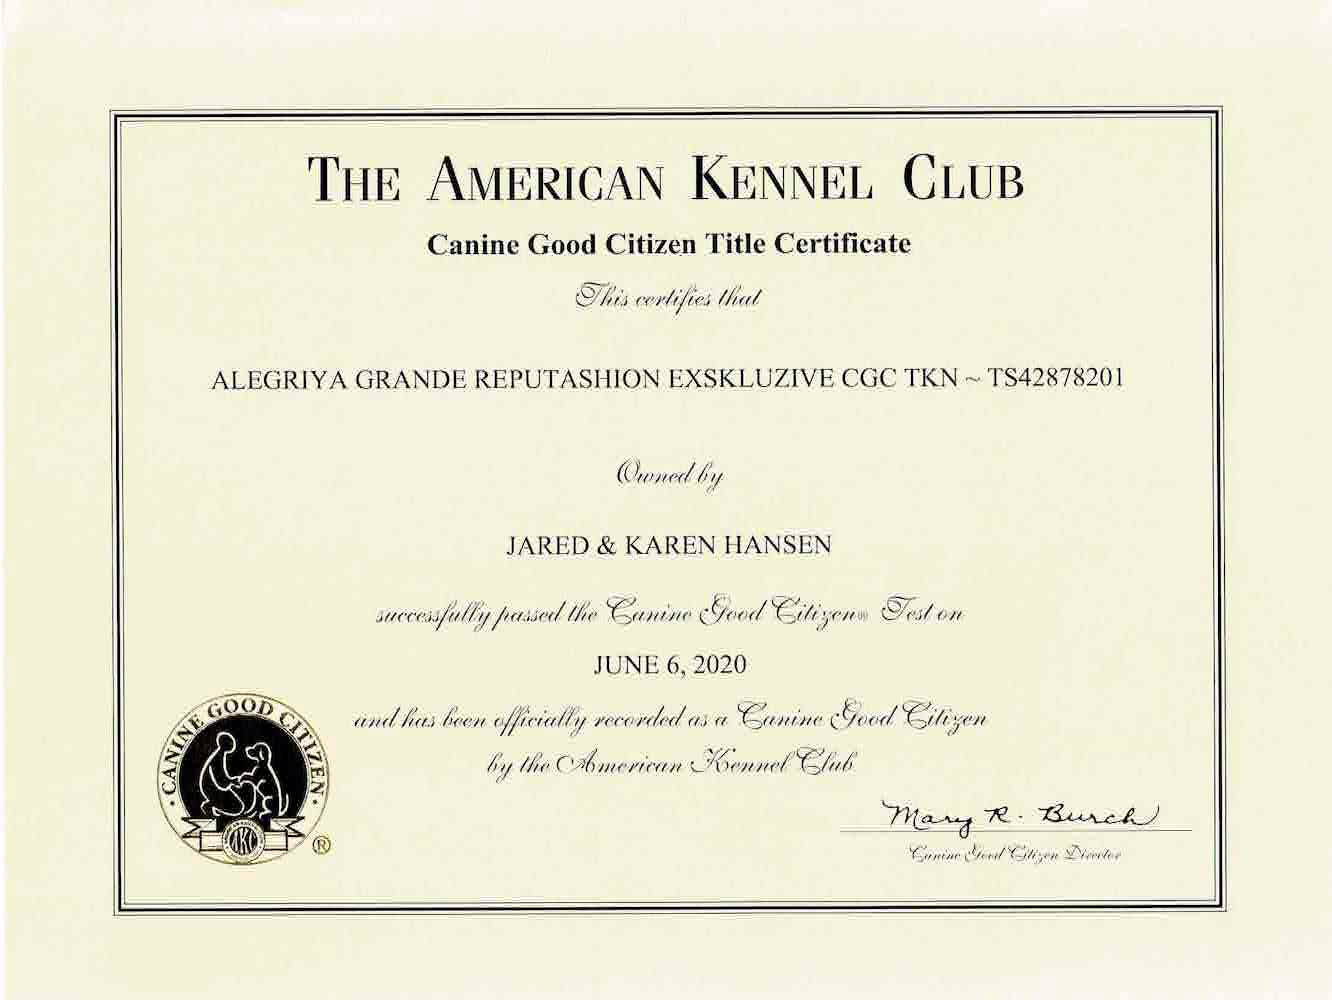 THE AMERICAN KENNEL CLUB
Canine Good Citizen Title Certificate
This certifies that
ALEGRIYA GRANDE REPUTASHION EXSKLUZIVE CGC TKN ~ TS42878201
Owned by
JARED & KAREN HANSEN
successfully passed the Canine Good Citizen® Test on
JUNE 6, 2020
and has been officially recorded as a Canine Good Citizen
by the American Kennel Club
· CANINE GOOD CITIZEN ·
AKC
®
Mary R. Burch
Canine Good Citizen Director